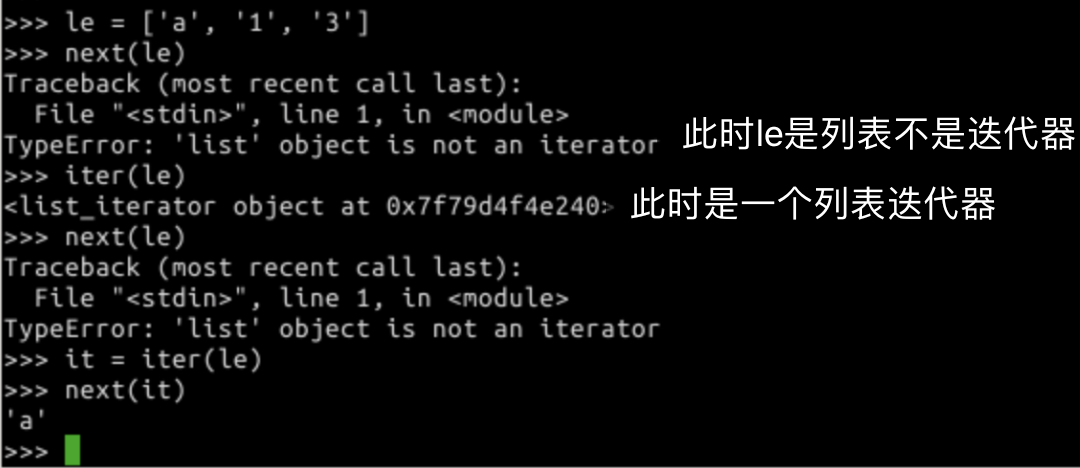 >>> le = ['a', '1', '3']
>>> next(le)
Traceback (most recent call last):
  File "<stdin>", line 1, in <module>
TypeError: 'list' object is not an iterator 此时le是列表不是迭代器
>>> iter(le)
<list_iterator object at 0x7f79d4f4e240> 此时是一个列表迭代器
>>> next(le)
Traceback (most recent call last):
  File "<stdin>", line 1, in <module>
TypeError: 'list' object is not an iterator
>>> it = iter(le)
>>> next(it)
'a'
>>>